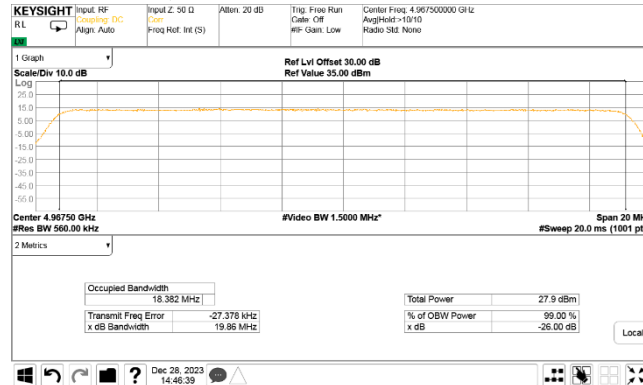 KEYSIGHT Input: RF Input Z: 50 Ω Atten: 20 dB Trig: Free Run Center Freq: 4.967500000 GHz
RL Coupling: DC Corr Gate: Off Avg|Hold:>10/10
Align: Auto Freq Ref: Int (S) #IF Gain: Low Radio Std: None
1 Graph
Scale/Div 10.0 dB
Ref Lvl Offset 30.00 dB
Ref Value 35.00 dBm
Log
25.0
15.0
5.00
-5.00
-15.0
-25.0
-35.0
-45.0
-55.0
Center 4.96750 GHz #Video BW 1.5000 MHz* Span 20 MH
#Res BW 560.00 kHz #Sweep 20.0 ms (1001 pt
2 Metrics
Occupied Bandwidth
18.382 MHz Total Power 27.9 dBm
Transmit Freq Error -27.378 kHz % of OBW Power 99.00 %
x dB Bandwidth 19.86 MHz x dB -26.00 dB
Local
? Dec 28, 2023
14:46:39